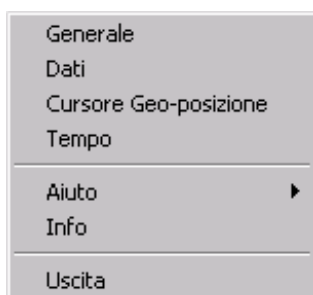 Generale
Dati
Cursore Geo-posizione
Tempo
Aiuto
Info
Uscita